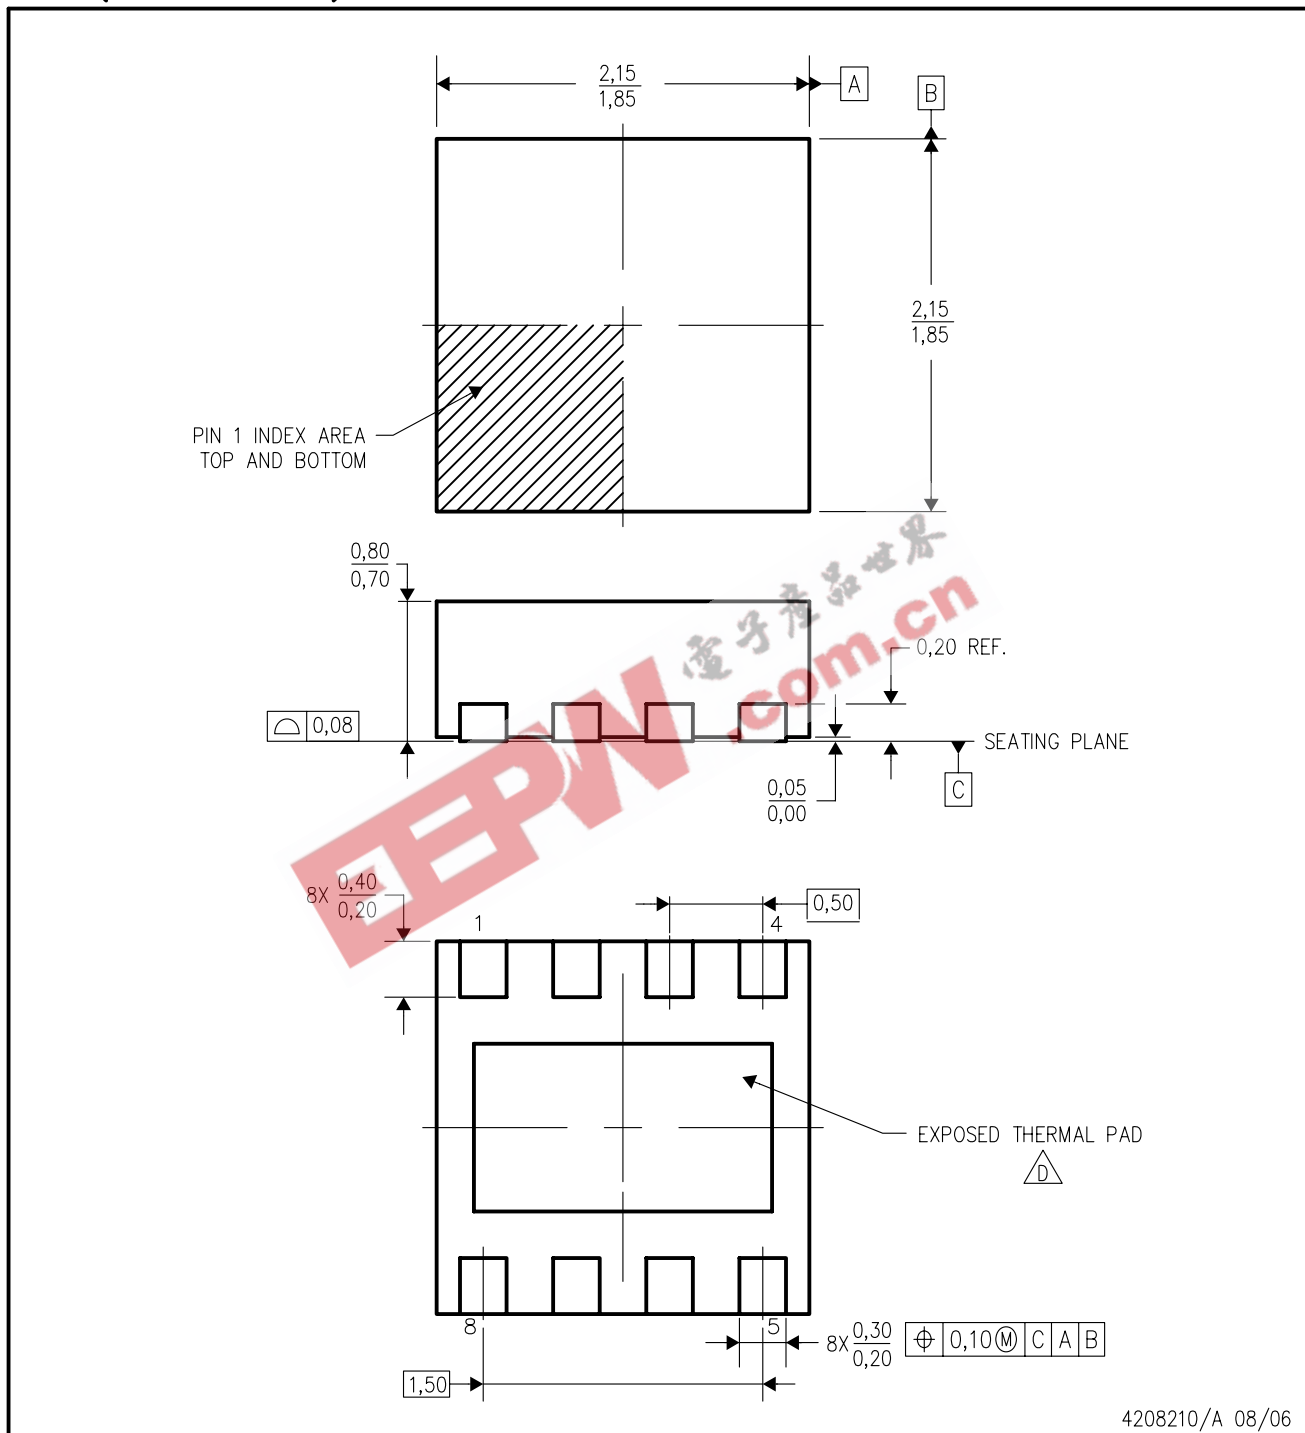 2,15
1,85
A
B
2,15
1,85
PIN 1 INDEX AREA
TOP AND BOTTOM
0,80
0,70
電子產品世界
.com.cn
0,20 REF.
0,08
EEPW
SEATING PLANE
0,05
0,00
C
8X 0,40
0,20
0,50
1
4
EXPOSED THERMAL PAD
D
8
5
8X 0,30
0,20
0,10 Ⓜ C A B
1,50
4208210/A 08/06